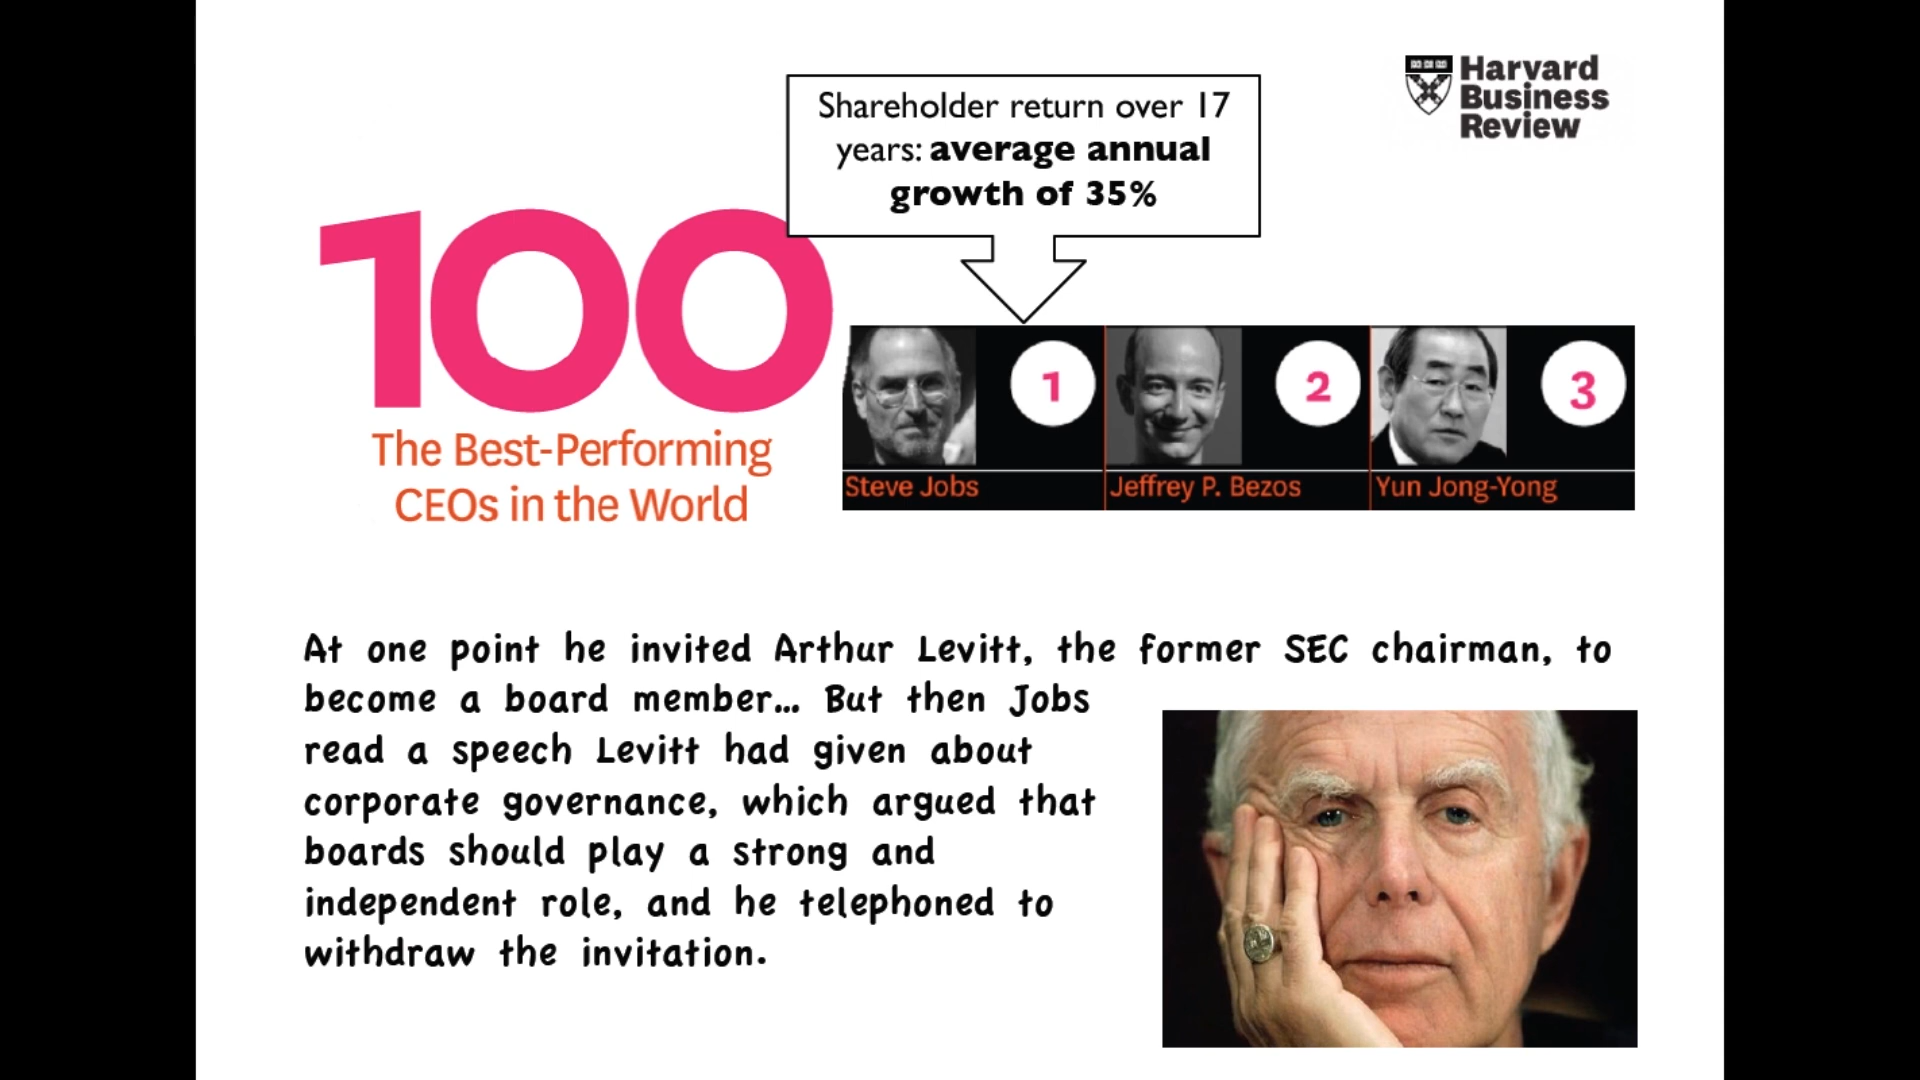 Harvard
Business
Review
Shareholder return over 17
years: average annual
growth of 35%
100
The Best-Performing
CEOs in the World
1
2
3
Steve Jobs
Jeffrey P. Bezos
Yun Jong-Yong
At one point he invited Arthur Levitt, the former SEC chairman, to
become a board member... But then Jobs
read a speech Levitt had given about
corporate governance, which argued that
boards should play a strong and
independent role, and he telephoned to
withdraw the invitation.